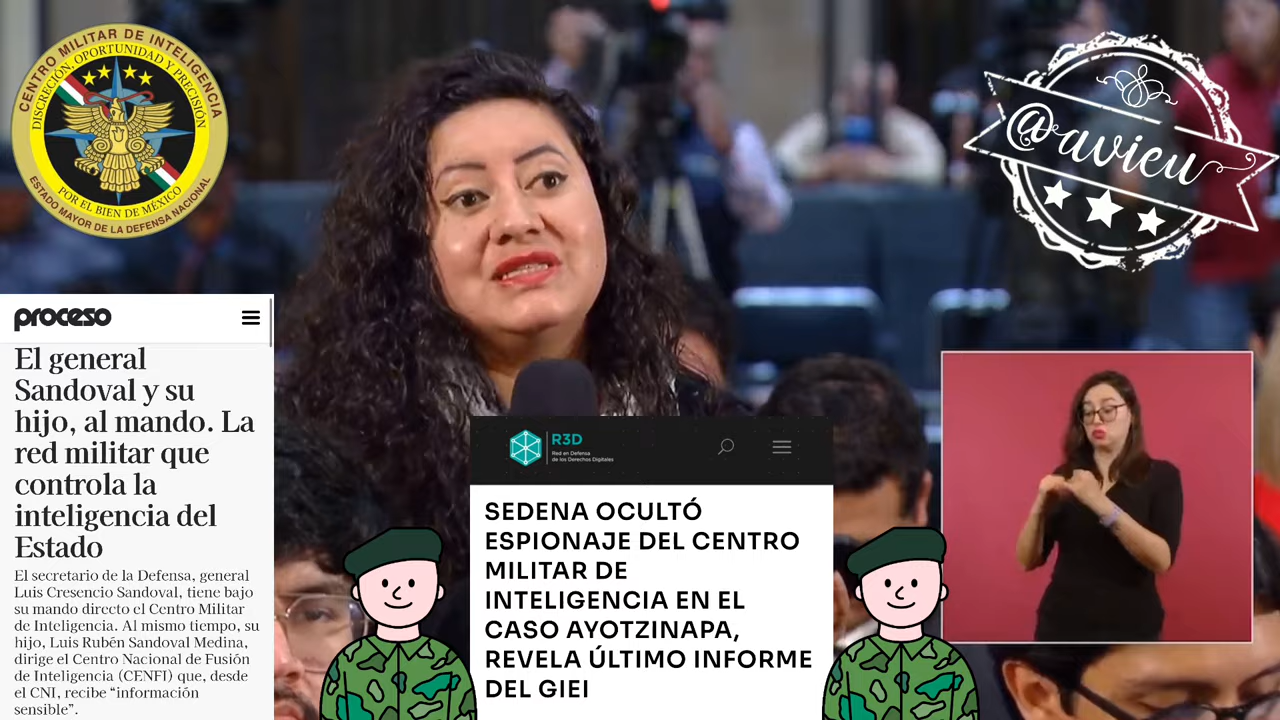 CENTRO MILITAR DE INTELIGENCIA
DISCRECIÓN, OPORTUNIDAD Y PRECISIÓN
POR EL BIEN DE MÉXICO
ESTADO MAYOR DE LA DEFENSA NACIONAL
@avieu
proceso
El general
Sandoval y su
hijo, al mando. La
red militar que
controla la
inteligencia del
Estado
El secretario de la Defensa, general
Luis Cresencio Sandoval, tiene bajo
su mando directo el Centro Militar
de Inteligencia. Al mismo tiempo, su
hijo, Luis Rubén Sandoval Medina,
dirige el Centro Nacional de Fusión
de Inteligencia (CENFI) que, desde
el CNI, recibe “información
sensible”.
R3D
Red en Defensa
de los Derechos Digitales
SEDENA OCULTÓ
ESPIONAJE DEL CENTRO
MILITAR DE
INTELIGENCIA EN EL
CASO AYOTZINAPA,
REVELA ÚLTIMO INFORME
DEL GIEI